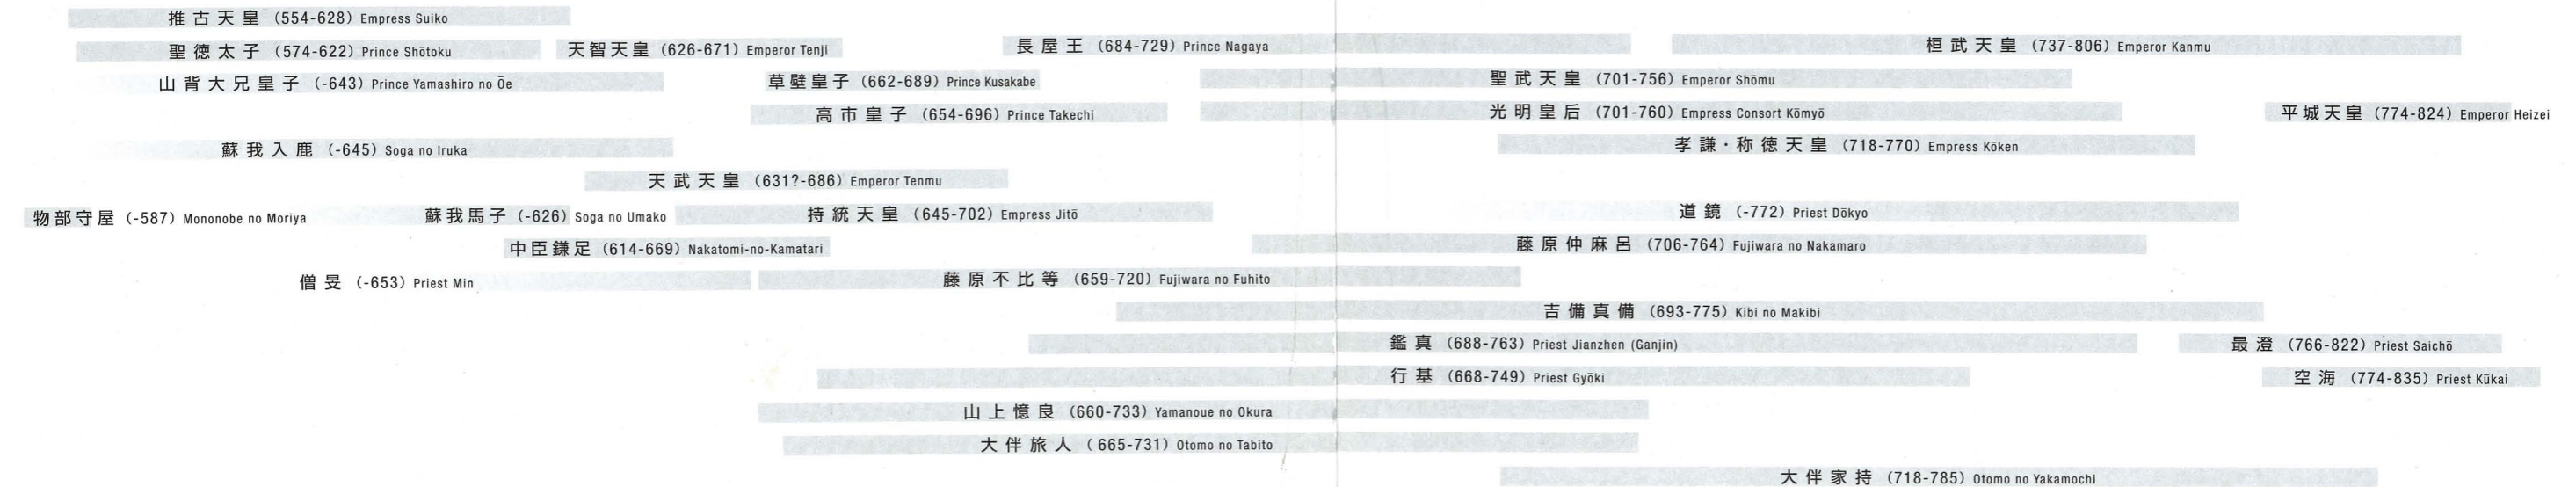 推古天皇 (554-628) Empress Suiko
聖徳太子 (574-622) Prince Shōtoku
天智天皇 (626-671) Emperor Tenji
長屋王 (684-729) Prince Nagaya
桓武天皇 (737-806) Emperor Kanmu
山背大兄皇子 (-643) Prince Yamashiro no Ōe
草壁皇子 (662-689) Prince Kusakabe
聖武天皇 (701-756) Emperor Shōmu
高市皇子 (654-696) Prince Takechi
光明皇后 (701-760) Empress Consort Kōmyō
平城天皇 (774-824) Emperor Heizei
蘇我入鹿 (-645) Soga no Iruka
孝謙・称徳天皇 (718-770) Empress Kōken
天武天皇 (631?-686) Emperor Tenmu
物部守屋 (-587) Mononobe no Moriya
蘇我馬子 (-626) Soga no Umako
持統天皇 (645-702) Empress Jitō
道鏡 (-772) Priest Dōkyo
中臣鎌足 (614-669) Nakatomi-no-Kamatari
藤原仲麻呂 (706-764) Fujiwara no Nakamaro
僧旻 (-653) Priest Min
藤原不比等 (659-720) Fujiwara no Fuhito
吉備真備 (693-775) Kibi no Makibi
鑑真 (688-763) Priest Jianzhen (Ganjin)
最澄 (766-822) Priest Saichō
行基 (668-749) Priest Gyōki
空海 (774-835) Priest Kūkai
山上憶良 (660-733) Yamanoue no Okura
大伴旅人 (665-731) Otomo no Tabito
大伴家持 (718-785) Otomo no Yakamochi